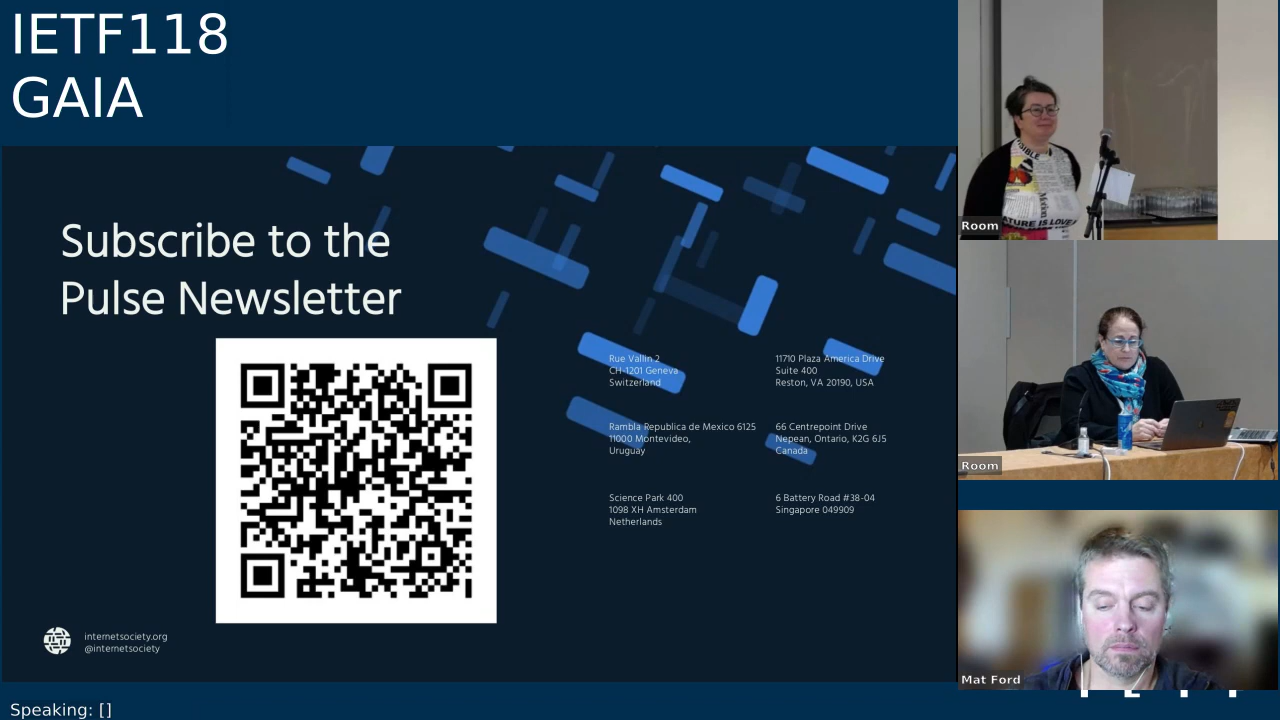 IETF118
GAIA
Subscribe to the
Pulse Newsletter
Rue Vallin 2
CH-1201 Geneva
Switzerland
11710 Plaza America Drive
Suite 400
Reston, VA 20190, USA
Rambla Republica de Mexico 6125
11000 Montevideo,
Uruguay
66 Centrepoint Drive
Nepean, Ontario, K2G 6J5
Canada
Science Park 400
1098 XH Amsterdam
Netherlands
6 Battery Road #38-04
Singapore 049909
internetsociety.org
@internetsociety
Room
Room
Mat Ford
Speaking: []